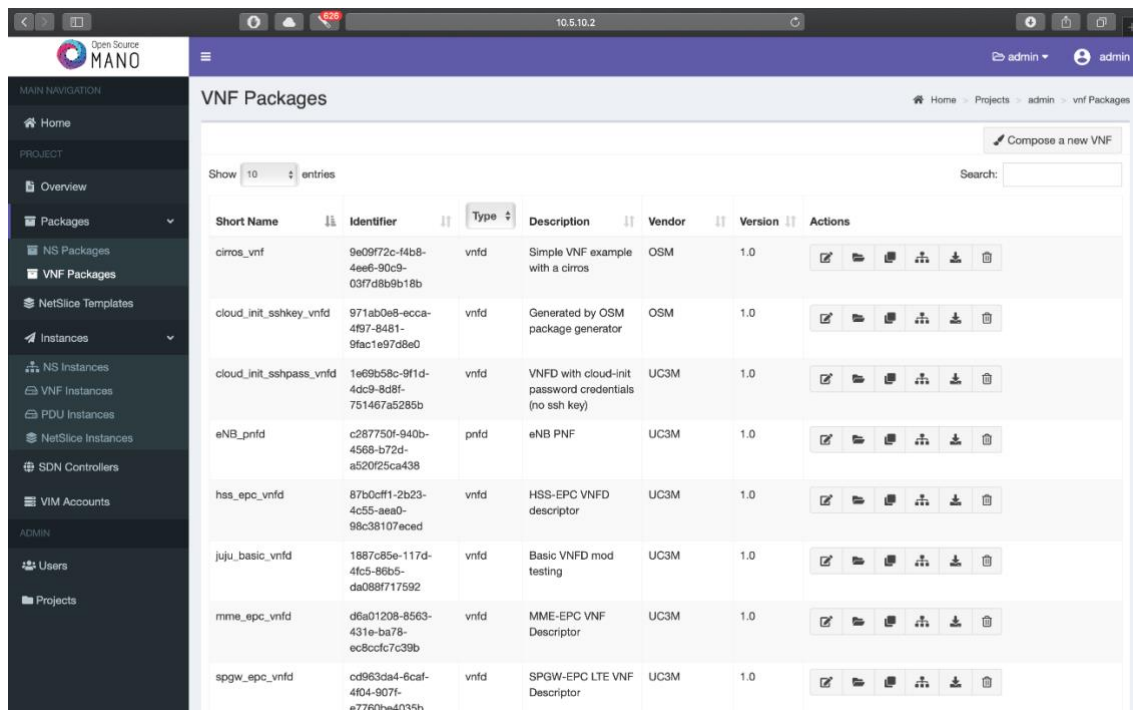 626
10.5.10.2
Open Source
MANO
admin
admin
MAIN NAVIGATION
Home
PROJECT
Overview
Packages
NS Packages
VNF Packages
NetSlice Templates
Instances
NS Instances
VNF Instances
PDU Instances
NetSlice Instances
SDN Controllers
VIM Accounts
ADMIN
Users
Projects
VNF Packages
Home > Projects > admin > vnf Packages
Compose a new VNF
Show 10 entries
Search:
Short Name Identifier Type Description Vendor Version Actions
cirros_vnf 9e09f72c-f4b8- vnfd Simple VNF example OSM 1.0
4ee6-90c9- with a cirros
03f7d8b9b18b
cloud_init_sshkey_vnfd 971ab0e8-ecca- vnfd Generated by OSM OSM 1.0
4f97-8481- package generator
9fac1e97d8e0
cloud_init_sshpass_vnfd 1e69b58c-9f1d- vnfd VNFD with cloud-init UC3M 1.0
4dc9-8d8f- password credentials
751467a5285b (no ssh key)
eNB_pnfd c287750f-940b- pnfd eNB PNF UC3M 1.0
4568-b72d-
a520f25ca438
hss_epc_vnfd 87b0cff1-2b23- vnfd HSS-EPC VNFD UC3M 1.0
4c55-aea0- descriptor
98c38107eced
juju_basic_vnfd 1887c85e-117d- vnfd Basic VNFD mod UC3M 1.0
4fc5-86b5- testing
da088f717592
mme_epc_vnfd d6a01208-8563- vnfd MME-EPC VNF UC3M 1.0
431e-ba78- Descriptor
ec8ccfc7c39b
spgw_epc_vnfd cd963da4-6caf- vnfd SPGW-EPC LTE VNF UC3M 1.0
4f04-907f- Descriptor
e7760be4035b